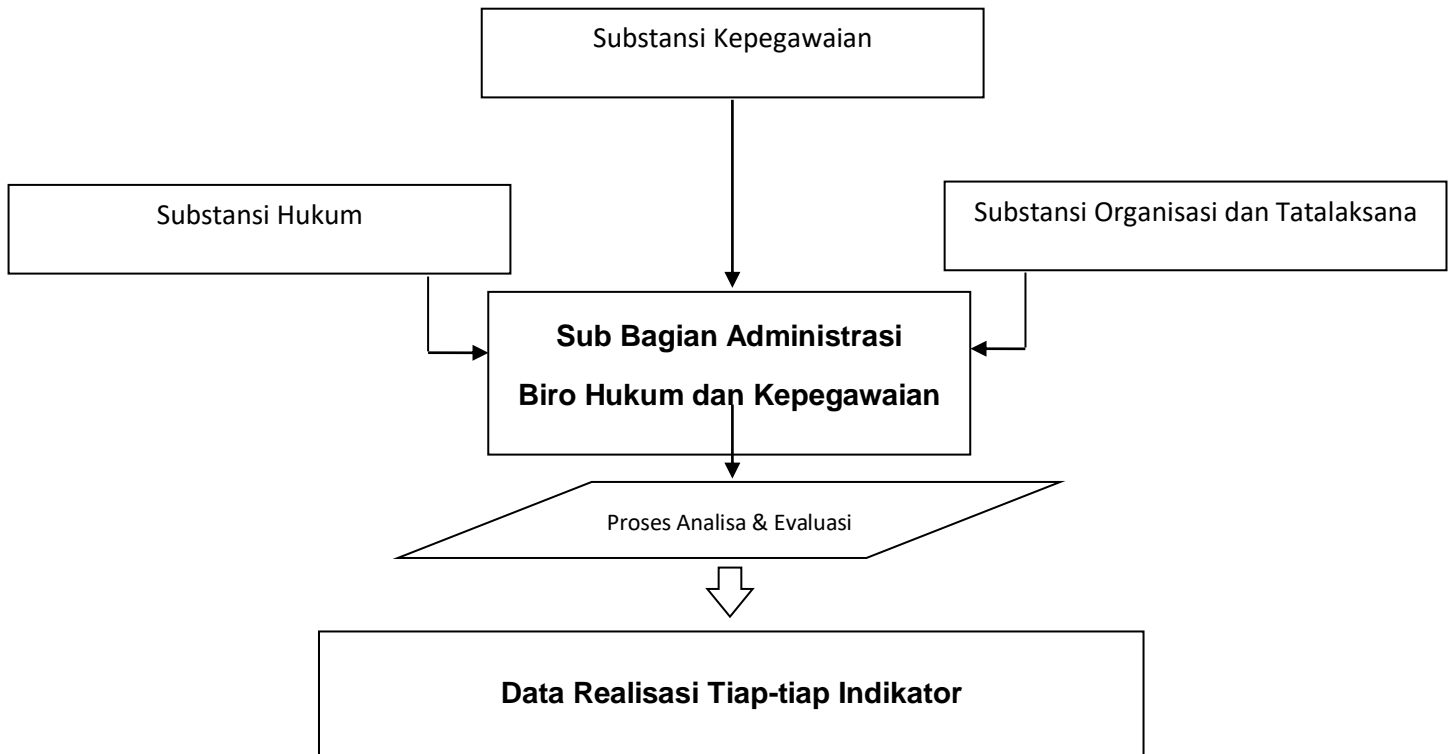 Substansi Kepegawaian
Substansi Hukum
Substansi Organisasi dan Tatalaksana
Sub Bagian Administrasi
Biro Hukum dan Kepegawaian
Proses Analisa & Evaluasi
Data Realisasi Tiap-tiap Indikator